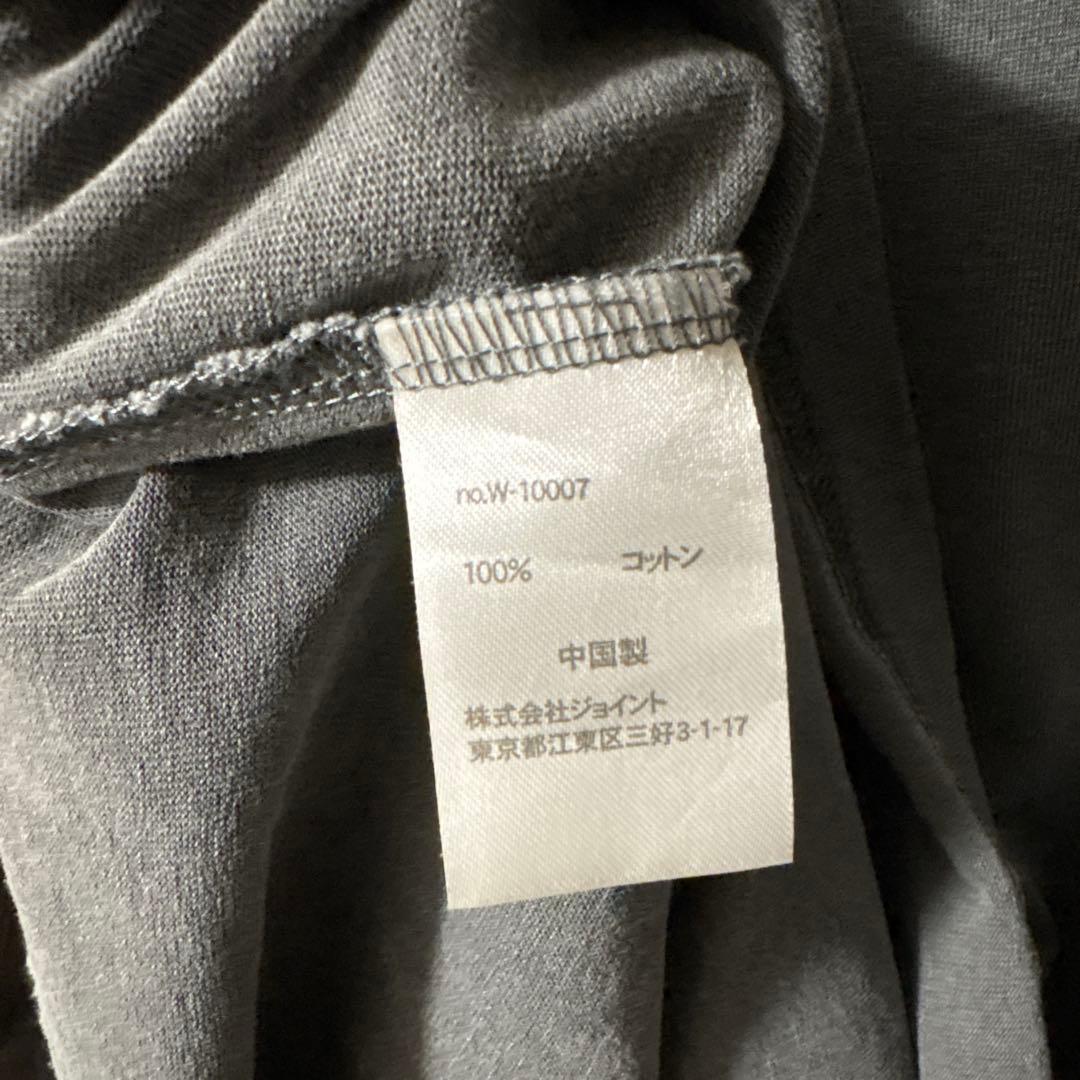 no.W-10007
100% コットン
中国製
株式会社ジョイント
東京都江東区三好3-1-17